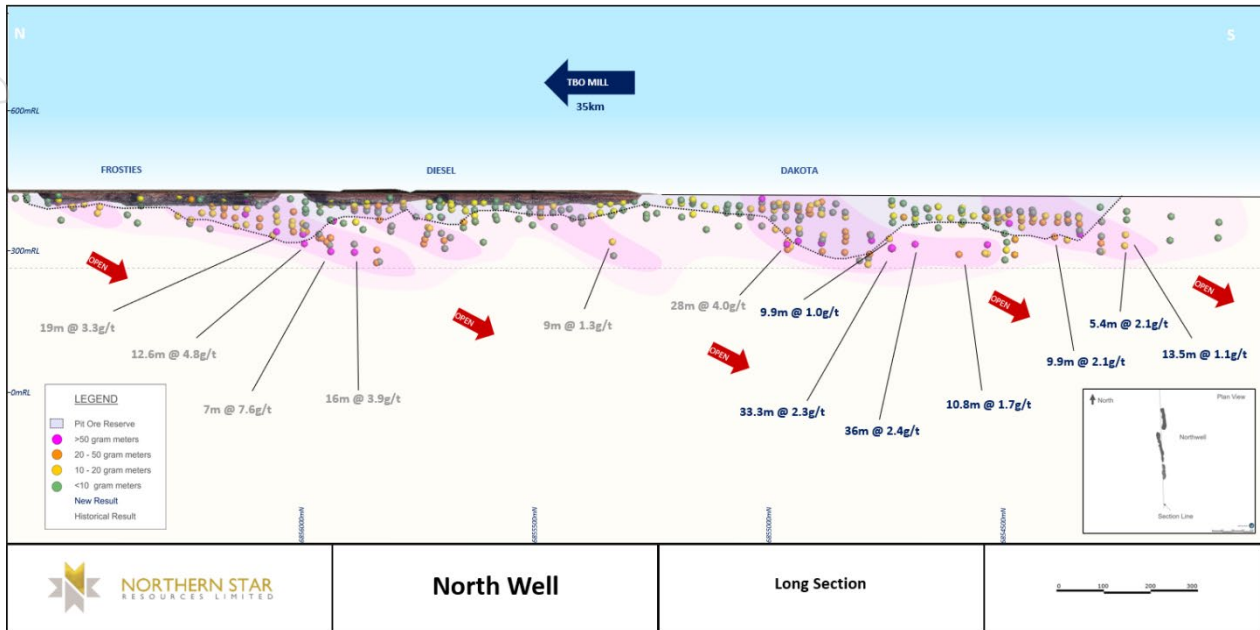 N
S
TBO MILL
35km
600mRL
FROSTIES
DIESEL
DAKOTA
300mRL
OPEN
OPEN
OPEN
OPEN
OPEN
19m @ 3.3g/t
12.6m @ 4.8g/t
7m @ 7.6g/t
16m @ 3.9g/t
9m @ 1.3g/t
28m @ 4.0g/t
9.9m @ 1.0g/t
33.3m @ 2.3g/t
36m @ 2.4g/t
10.8m @ 1.7g/t
9.9m @ 2.1g/t
5.4m @ 2.1g/t
13.5m @ 1.1g/t
0mRL
LEGEND
Pit Ore Reserve
>50 gram meters
20 - 50 gram meters
10 - 20 gram meters
<10 gram meters
New Result
Historical Result
North
Plan View
Northwell
Section Line
6856000mN
6855500mN
6855000mN
6854500mN
NORTHERN STAR
RESOURCES LIMITED
North Well
Long Section
0 100 200 300